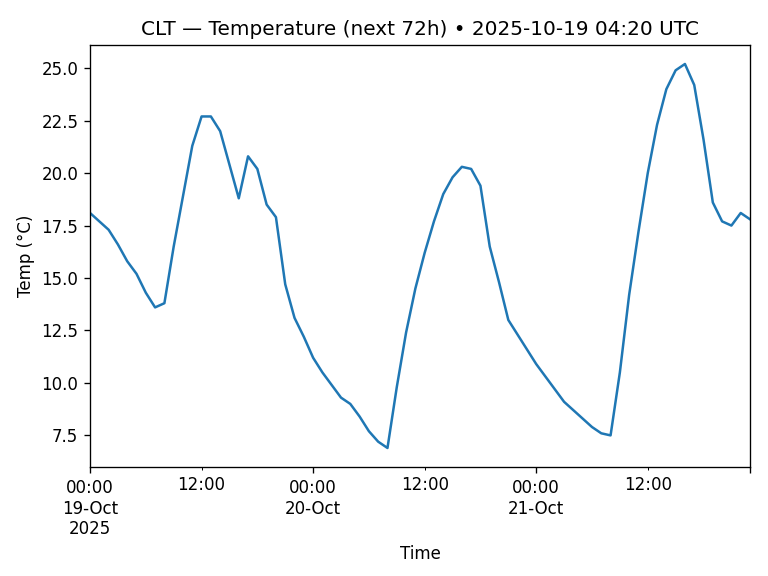 CLT — Temperature (next 72h) • 2025-10-19 04:20 UTC
Temp (°C)
25.0
22.5
20.0
17.5
15.0
12.5
10.0
7.5
00:00 12:00 00:00 12:00 00:00 12:00
19-Oct 20-Oct 21-Oct
2025
Time